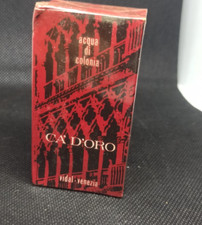 acqua
di
colonia
CA' D'ORO
vidal - venezia